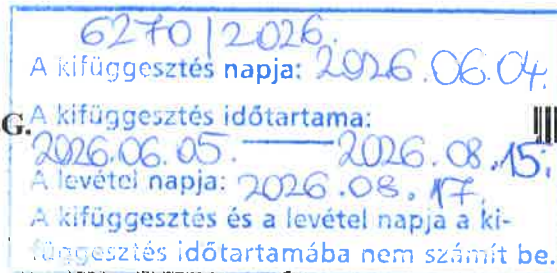 6270/2026.
A kifüggesztés napja: 2026.06.04.
G. A kifüggesztés időtartama:
2026.06.05. — 2026.08.15.
A levétel napja: 2026.08.17.
A kifüggesztés és a levétel napja a ki-
függesztés időtartamába nem számít be.